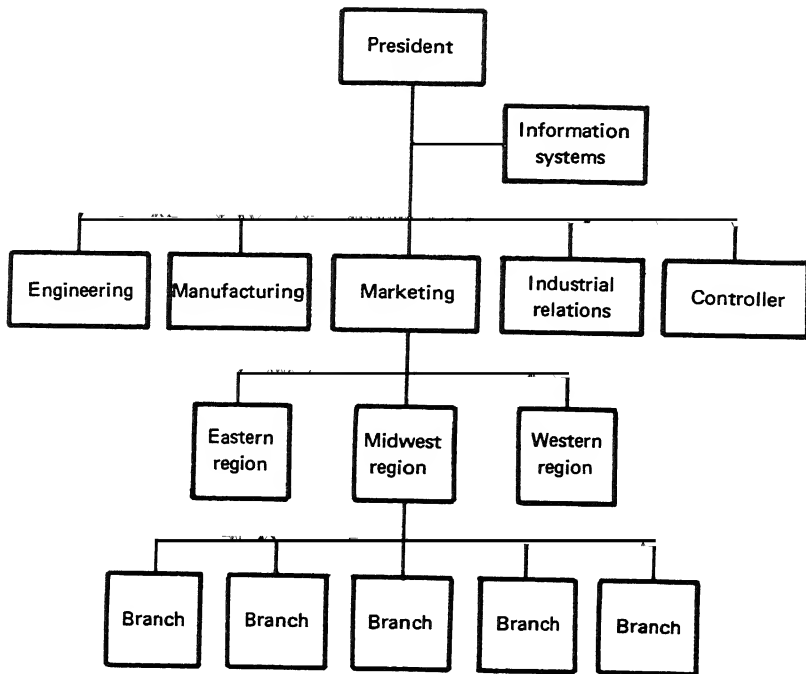 President
Information
systems
Engineering
Manufacturing
Marketing
Industrial
relations
Controller
Eastern
region
Midwest
region
Western
region
Branch
Branch
Branch
Branch
Branch